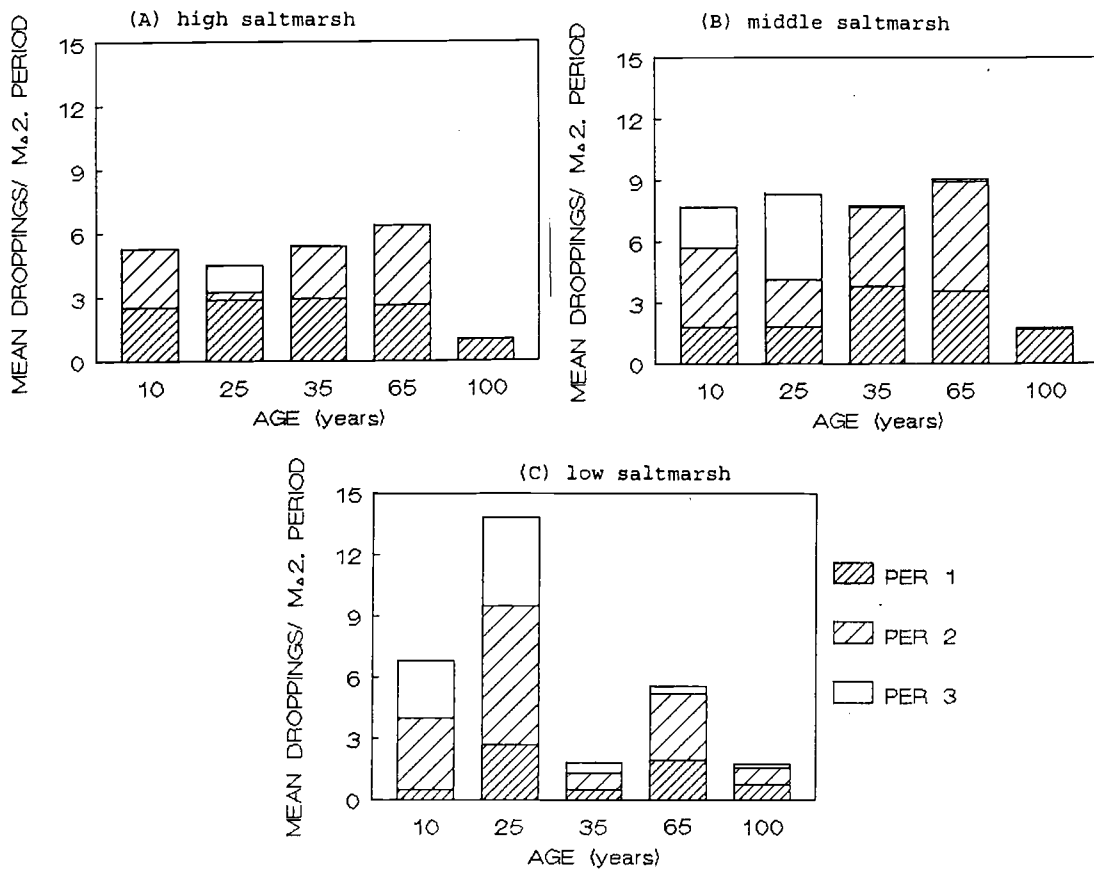 (A) high saltmarsh
MEAN DROPPINGS/ M▵2. PERIOD
15
12
9
6
3
0
10 25 35 65 100
AGE (years)
(B) middle saltmarsh
MEAN DROPPINGS/ M▵2. PERIOD
15
12
9
6
3
0
10 25 35 65 100
AGE (years)
(C) low saltmarsh
MEAN DROPPINGS/ M▵2. PERIOD
15
12
9
6
3
0
10 25 35 65 100
AGE (years)
PER 1
PER 2
PER 3